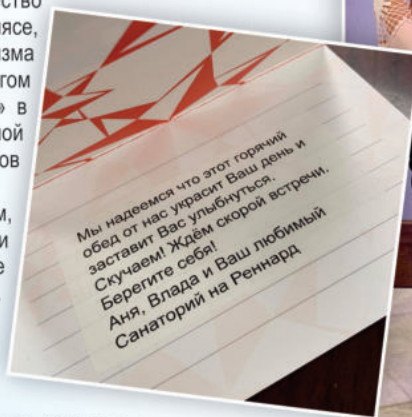 Мы надеемся что этот горячий
обед от нас украсит Ваш день и
заставит Вас улыбнуться.
Скучаем! Ждём скорой встречи.
Берегите себя!
Аня, Влада и Ваш любимый
Санаторий на Реннард